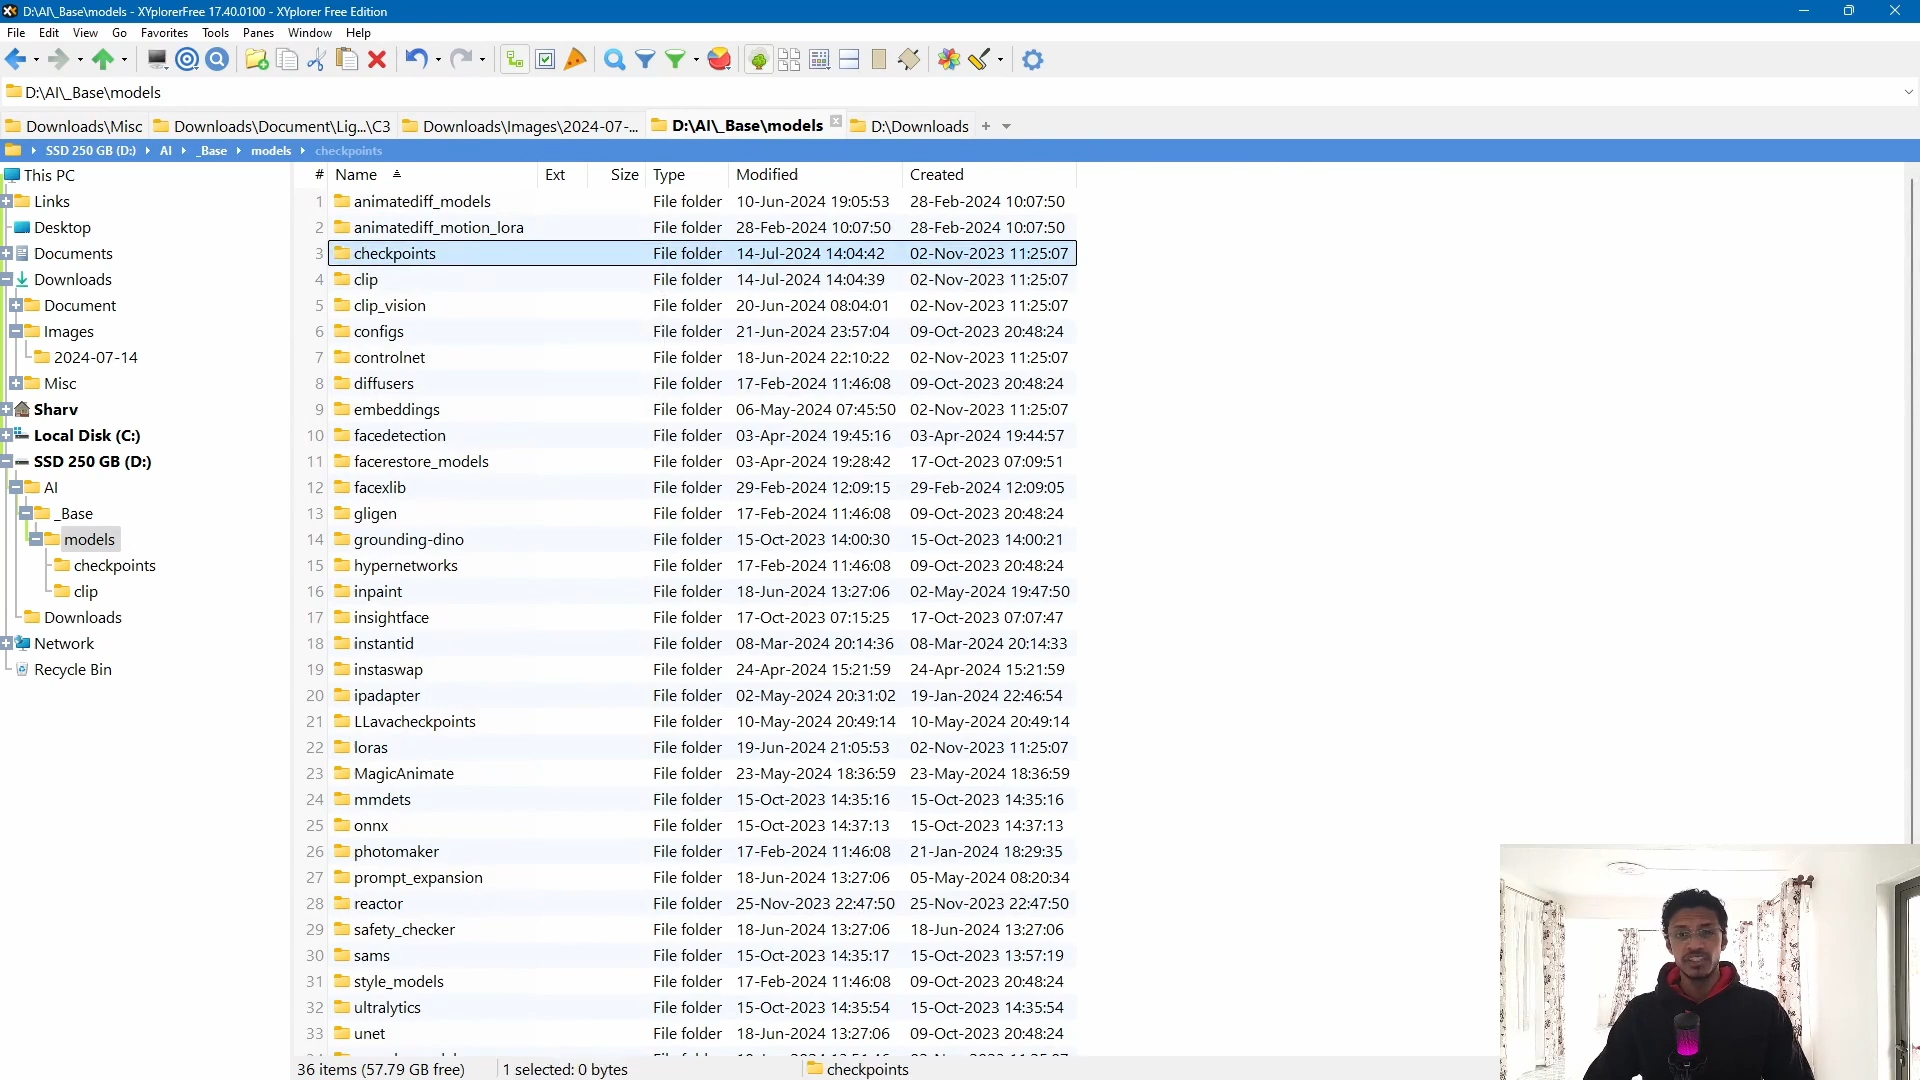 D:\AI\_Base\models - XYplorerFree 17.40.0100 - XYplorer Free Edition
File Edit View Go Favorites Tools Panes Window Help
D:\AI\_Base\models
Downloads\Misc Downloads\Document\Lig...\C3 Downloads\Images\2024-07-... D:\AI\_Base\models D:\Downloads
SSD 250 GB (D:) AI _Base models checkpoints
This PC
Links
Desktop
Documents
Downloads
Document
Images
2024-07-14
Misc
Sharv
Local Disk (C:)
SSD 250 GB (D:)
AI
_Base
models
checkpoints
clip
Downloads
Network
Recycle Bin
# Name Ext Size Type Modified Created
1 animatediff_models File folder 10-Jun-2024 19:05:53 28-Feb-2024 10:07:50
2 animatediff_motion_lora File folder 28-Feb-2024 10:07:50 28-Feb-2024 10:07:50
3 checkpoints File folder 14-Jul-2024 14:04:42 02-Nov-2023 11:25:07
4 clip File folder 14-Jul-2024 14:04:39 02-Nov-2023 11:25:07
5 clip_vision File folder 20-Jun-2024 08:04:01 02-Nov-2023 11:25:07
6 configs File folder 21-Jun-2024 23:57:04 09-Oct-2023 20:48:24
7 controlnet File folder 18-Jun-2024 22:10:22 02-Nov-2023 11:25:07
8 diffusers File folder 17-Feb-2024 11:46:08 09-Oct-2023 20:48:24
9 embeddings File folder 06-May-2024 07:45:50 02-Nov-2023 11:25:07
10 facedetection File folder 03-Apr-2024 19:45:16 03-Apr-2024 19:44:57
11 facerestore_models File folder 03-Apr-2024 19:28:42 17-Oct-2023 07:09:51
12 facexlib File folder 29-Feb-2024 12:09:15 29-Feb-2024 12:09:05
13 gligen File folder 17-Feb-2024 11:46:08 09-Oct-2023 20:48:24
14 grounding-dino File folder 15-Oct-2023 14:00:30 15-Oct-2023 14:00:21
15 hypernetworks File folder 17-Feb-2024 11:46:08 09-Oct-2023 20:48:24
16 inpaint File folder 18-Jun-2024 13:27:06 02-May-2024 19:47:50
17 insightface File folder 17-Oct-2023 07:15:25 17-Oct-2023 07:07:47
18 instantid File folder 08-Mar-2024 20:14:36 08-Mar-2024 20:14:33
19 instaswap File folder 24-Apr-2024 15:21:59 24-Apr-2024 15:21:59
20 ipadapter File folder 02-May-2024 20:31:02 19-Jan-2024 22:46:54
21 LLavacheckpoints File folder 10-May-2024 20:49:14 10-May-2024 20:49:14
22 loras File folder 19-Jun-2024 21:05:53 02-Nov-2023 11:25:07
23 MagicAnimate File folder 23-May-2024 18:36:59 23-May-2024 18:36:59
24 mmdets File folder 15-Oct-2023 14:35:16 15-Oct-2023 14:35:16
25 onnx File folder 15-Oct-2023 14:37:13 15-Oct-2023 14:37:13
26 photomaker File folder 17-Feb-2024 11:46:08 21-Jan-2024 18:29:35
27 prompt_expansion File folder 18-Jun-2024 13:27:06 05-May-2024 08:20:34
28 reactor File folder 25-Nov-2023 22:47:50 25-Nov-2023 22:47:50
29 safety_checker File folder 18-Jun-2024 13:27:06 18-Jun-2024 13:27:06
30 sams File folder 15-Oct-2023 14:35:17 15-Oct-2023 13:57:19
31 style_models File folder 17-Feb-2024 11:46:08 09-Oct-2023 20:48:24
32 ultralytics File folder 15-Oct-2023 14:35:54 15-Oct-2023 14:35:54
33 unet File folder 18-Jun-2024 13:27:06 09-Oct-2023 20:48:24
36 items (57.79 GB free) 1 selected: 0 bytes checkpoints